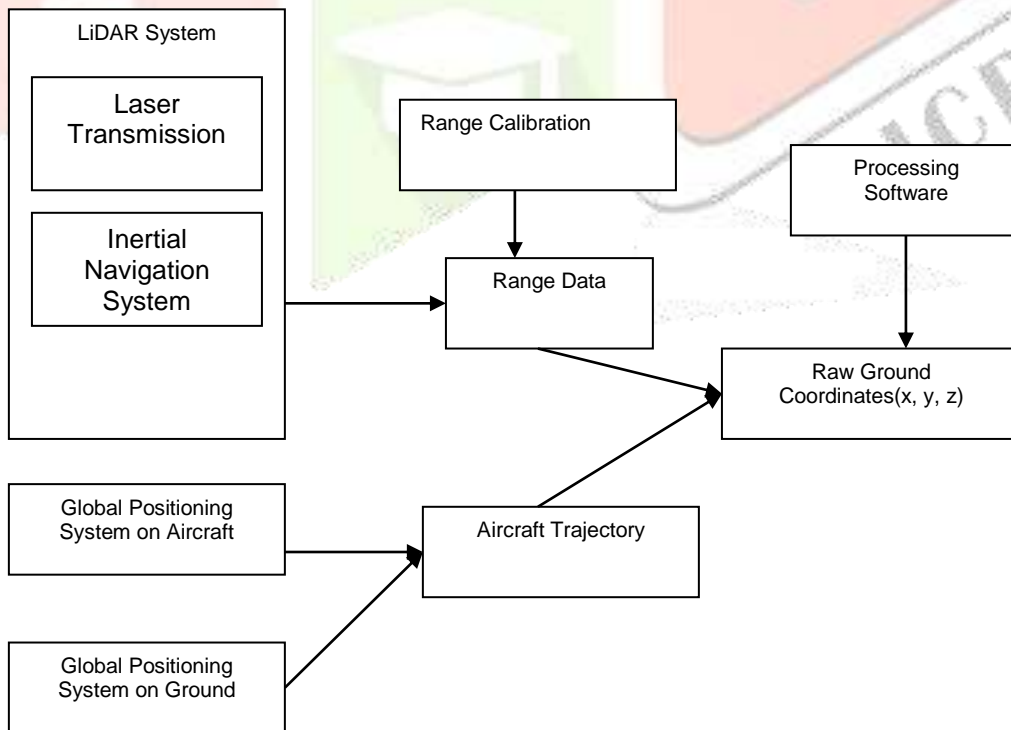 LiDAR System
Laser
Transmission
Inertial
Navigation
System
Range Calibration
Processing
Software
Range Data
Raw Ground
Coordinates(x, y, z)
Global Positioning
System on Aircraft
Aircraft Trajectory
Global Positioning
System on Ground